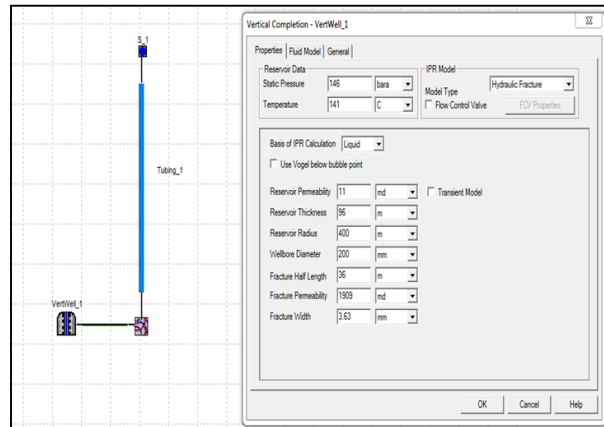 S_1
Tubing_1
VertWell_1
Vertical Completion - VertWell_1
Properties Fluid Model General
Reservoir Data
Static Pressure 146 bara
Temperature 141 C
IPR Model
Model Type Hydraulic Fracture
Flow Control Valve FCV Properties
Basis of IPR Calculation Liquid
Use Vogel below bubble point
Reservoir Permeability 11 md Transient Model
Reservoir Thickness 96 m
Reservoir Radius 400 m
Wellbore Diameter 200 mm
Fracture Half Length 36 m
Fracture Permeability 1909 md
Fracture Width 3.63 mm
OK Cancel Help